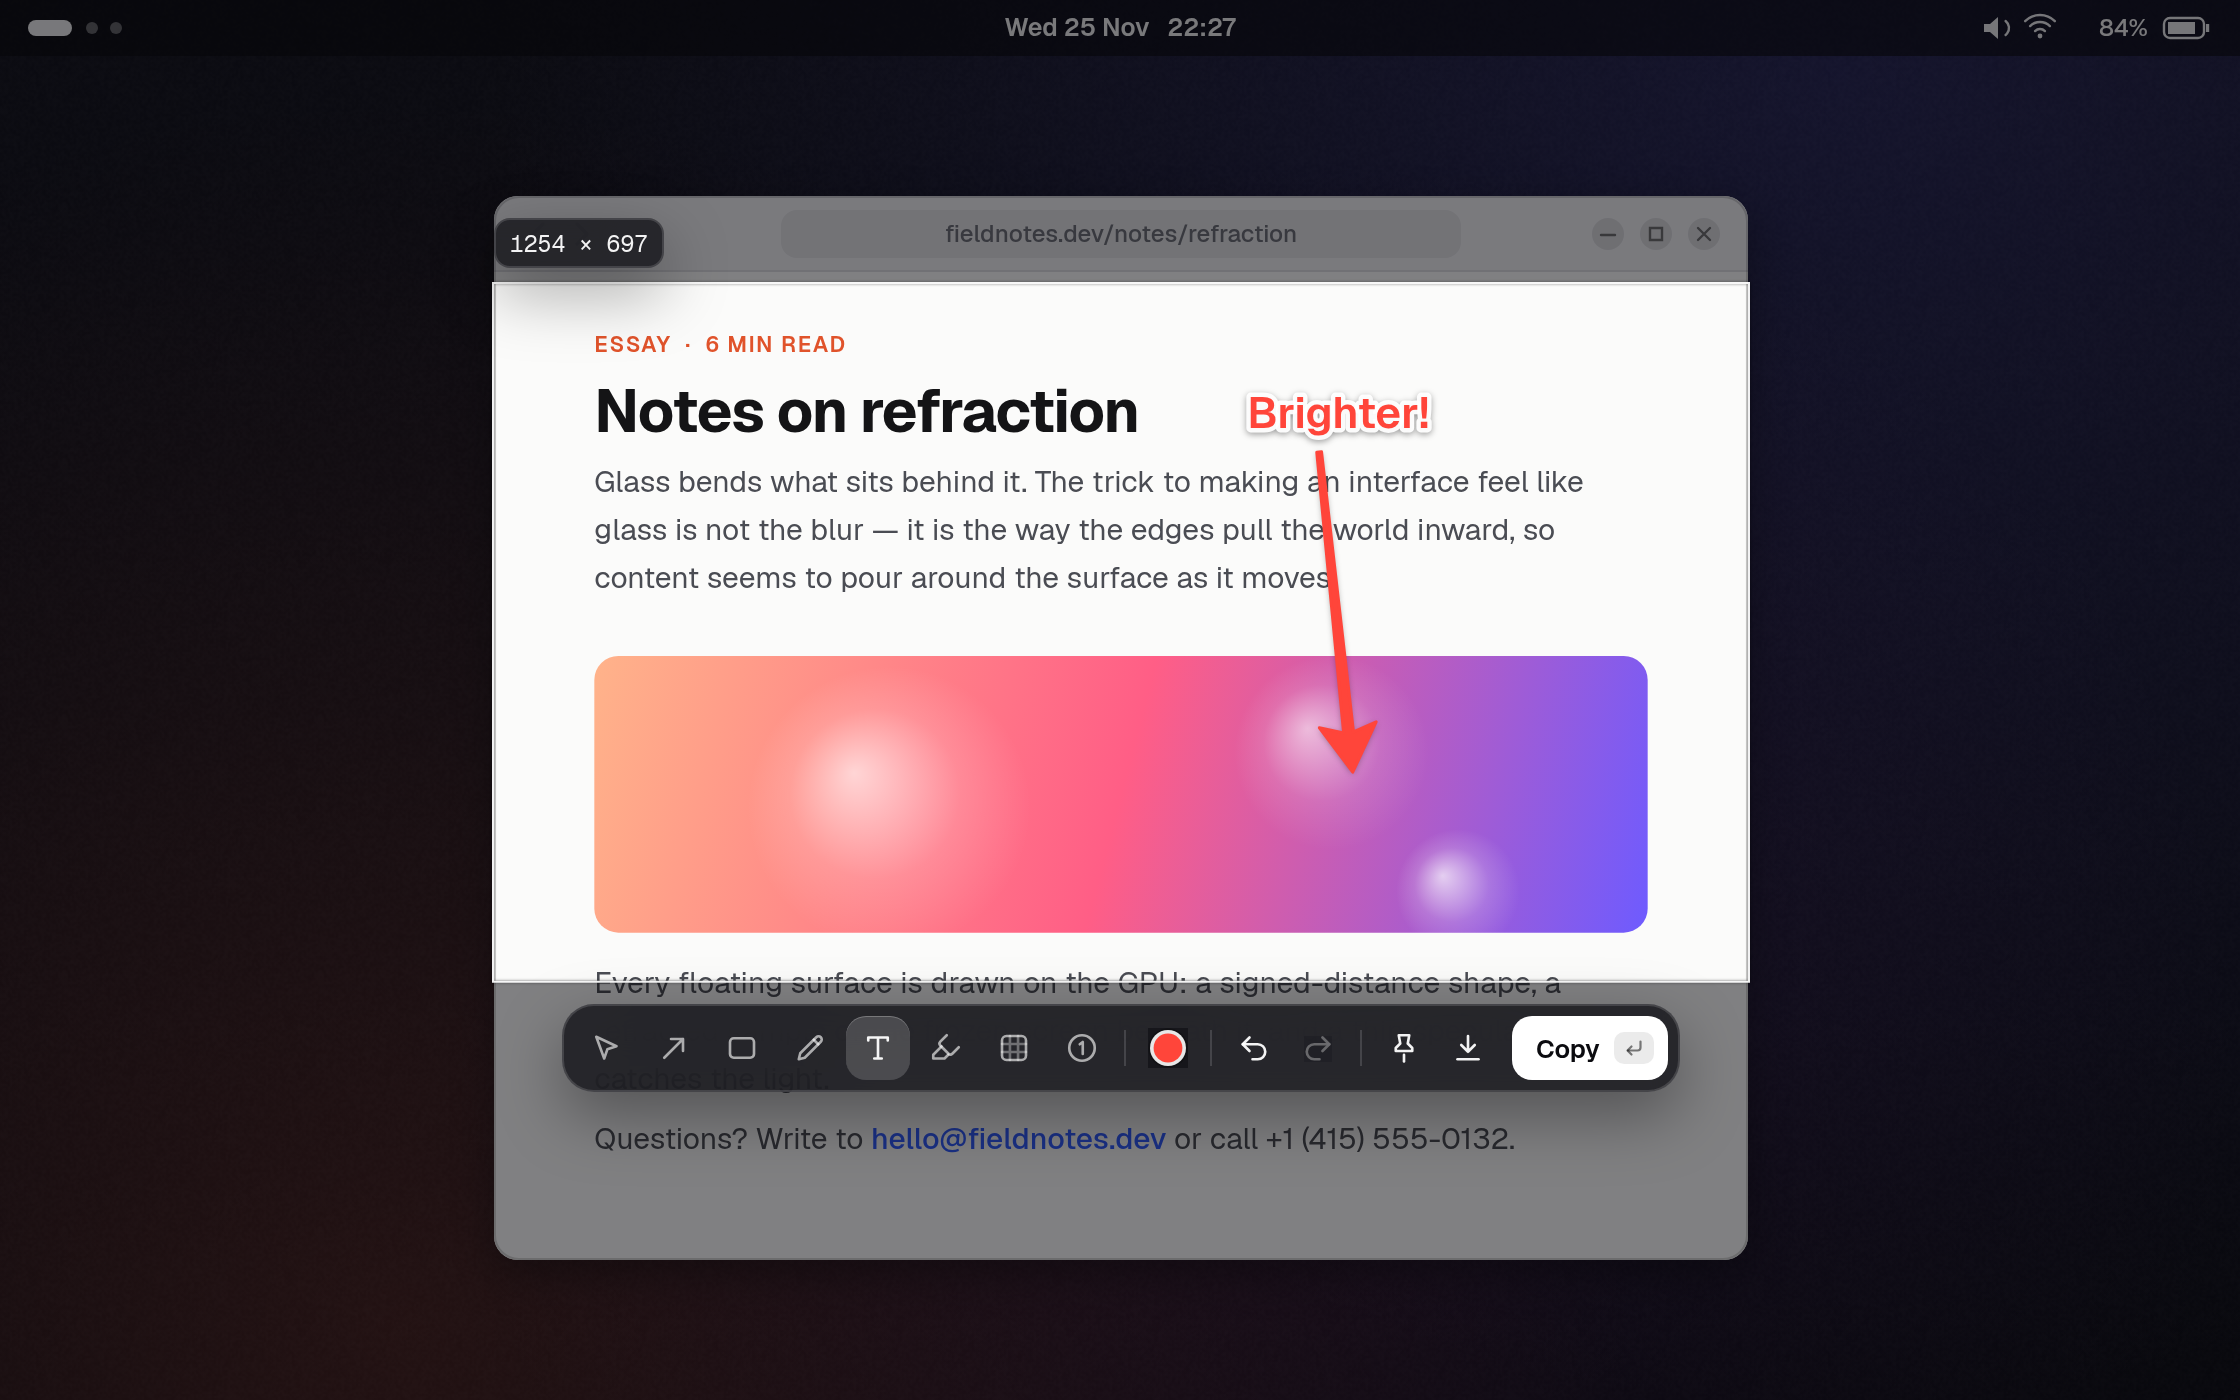 Wed 25 Nov 22:27
84%
fieldnotes.dev/notes/refraction
1254 × 697
ESSAY · 6 MIN READ
Notes on refraction
Brighter!
Glass bends what sits behind it. The trick to making an interface feel like
glass is not the blur — it is the way the edges pull the world inward, so
content seems to pour around the surface as it moves
Every floating surface is drawn on the GPU: a signed-distance shape, a
T
1
Copy
catches the light.
Questions? Write to hello@fieldnotes.dev or call +1 (415) 555-0132.